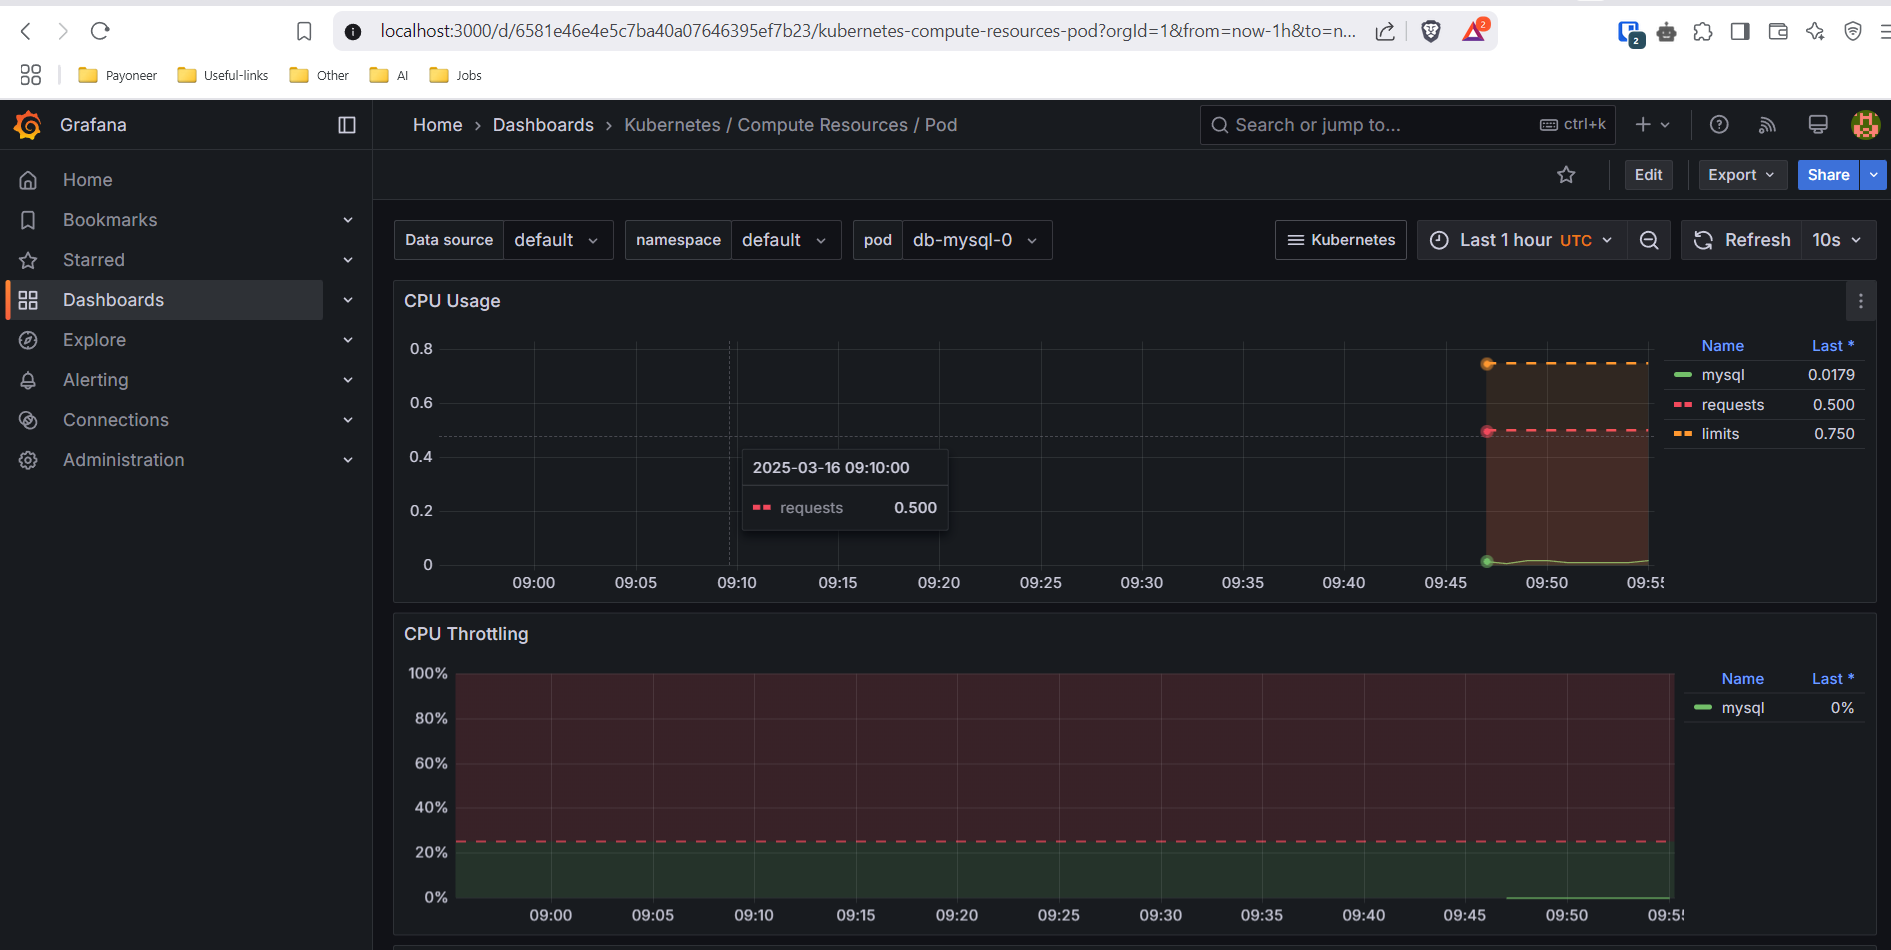 localhost:3000/d/6581e46e4e5c7ba40a07646395ef7b23/kubernetes-compute-resources-pod?orgId=1&from=now-1h&to=n...
2
2
Payoneer Useful-links Other AI Jobs
Grafana
Home › Dashboards › Kubernetes / Compute Resources / Pod
Search or jump to... ctrl+k
Edit Export Share
Home
Bookmarks
Starred
Dashboards
Explore
Alerting
Connections
Administration
Data source default namespace default pod db-mysql-0 Kubernetes Last 1 hour UTC Refresh 10s
CPU Usage
0.8
0.6
0.4
0.2
0
09:00 09:05 09:10 09:15 09:20 09:25 09:30 09:35 09:40 09:45 09:50 09:55
2025-03-16 09:10:00
requests 0.500
Name Last *
mysql 0.0179
requests 0.500
limits 0.750
CPU Throttling
100%
80%
60%
40%
20%
0%
09:00 09:05 09:10 09:15 09:20 09:25 09:30 09:35 09:40 09:45 09:50 09:55
Name Last *
mysql 0%